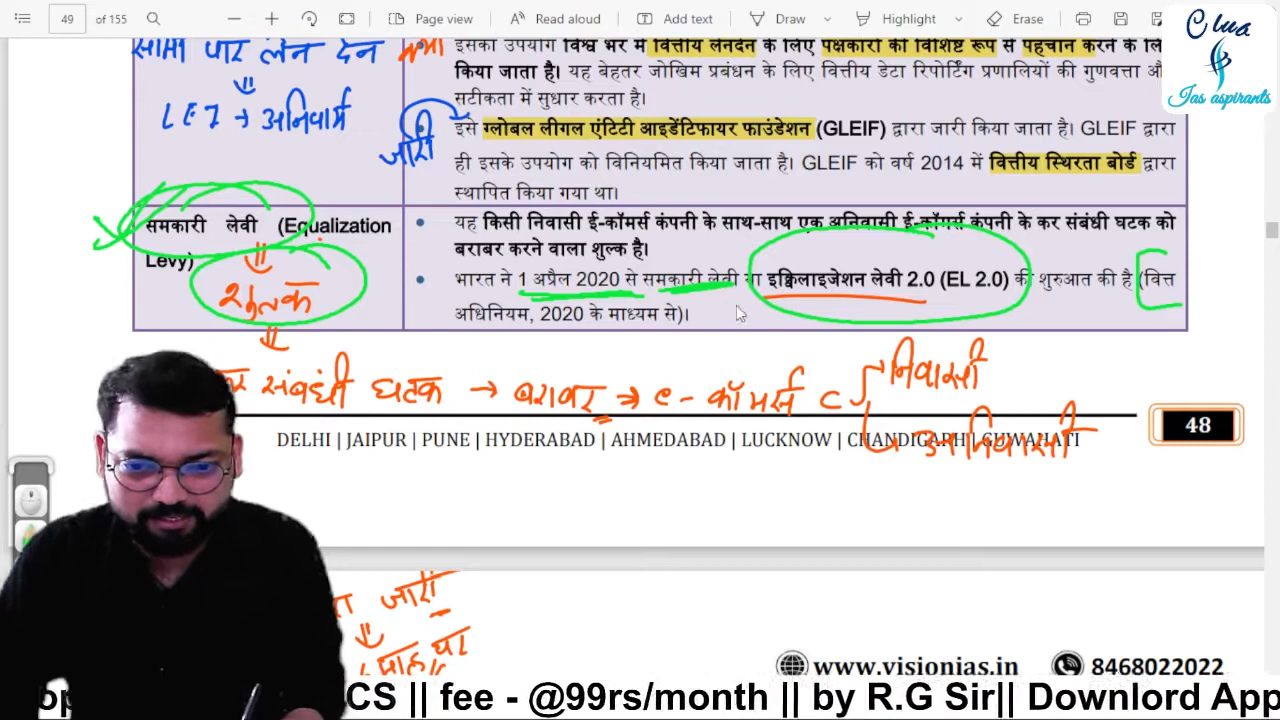 49 of 155
Page view
Read aloud
Add text
Draw
Highlight
Erase
Clua
Ias aspirants
पार लेन देन
LEI → अनिवार्य
जारी
इसका उपयोग विश्व भर में वित्तीय लेनदेन के लिए पक्षकारों की विशिष्ट रूप से पहचान करने के लि
किया जाता है। यह बेहतर जोखिम प्रबंधन के लिए वित्तीय डेटा रिपोर्टिंग प्रणालियों की गुणवत्ता औ
सटीकता में सुधार करता है।
इसे ग्लोबल लीगल एंटिटी आइडेंटिफायर फाउंडेशन (GLEIF) द्वारा जारी किया जाता है। GLEIF द्वारा
ही इसके उपयोग को विनियमित किया जाता है। GLEIF को वर्ष 2014 में वित्तीय स्थिरता बोर्ड द्वारा
स्थापित किया गया था।
समकारी लेवी (Equalization
Levy)
शुल्क
• यह किसी निवासी ई-कॉमर्स कंपनी के साथ-साथ एक अनिवासी ई-कॉमर्स कंपनी के कर संबंधी घटक को
बराबर करने वाला शुल्क है।
• भारत ने 1 अप्रैल 2020 से समकारी लेवी या इक्विलाइजेशन लेवी 2.0 (EL 2.0) की शुरुआत की है (वित्त
अधिनियम, 2020 के माध्यम से)।
संबंधी घटक → बराबर → e-कॉमर्स C
निवासी
अनिवासी
DELHI | JAIPUR | PUNE | HYDERABAD | AHMEDABAD | LUCKNOW | CHANDIGARH | GUWAHATI
48
जारी
www.visionias.in
8468022022
CS || fee - @99rs/month || by R.G Sir|| Downlord App